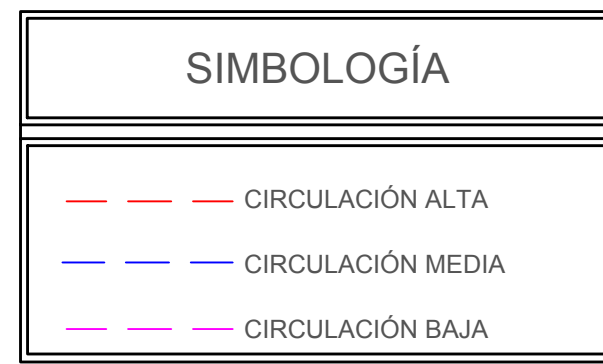 SIMBOLOGÍA
CIRCULACIÓN ALTA
CIRCULACIÓN MEDIA
CIRCULACIÓN BAJA